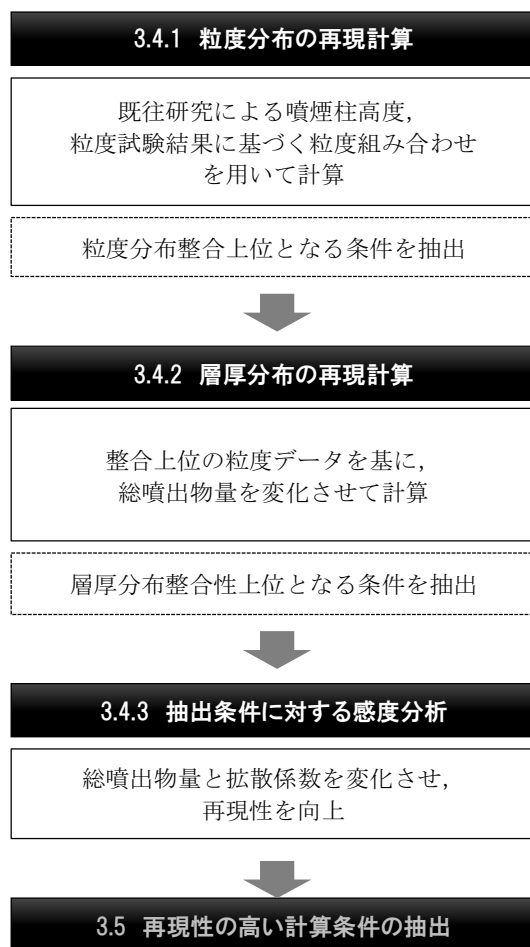 3.4.1 粒度分布の再現計算
既往研究による噴煙柱高度，
粒度試験結果に基づく粒度組み合わせ
を用いて計算
粒度分布整合上位となる条件を抽出
3.4.2 層厚分布の再現計算
整合上位の粒度データを基に，
総噴出物量を変化させて計算
層厚分布整合性上位となる条件を抽出
3.4.3 抽出条件に対する感度分析
総噴出物量と拡散係数を変化させ，
再現性を向上
3.5 再現性の高い計算条件の抽出